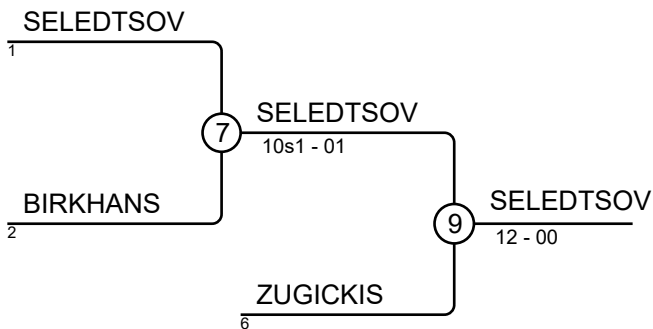 SELEDTSOV
1
7
SELEDTSOV
10s1 - 01
BIRKHANS
2
9
SELEDTSOV
12 - 00
ZUGICKIS
6